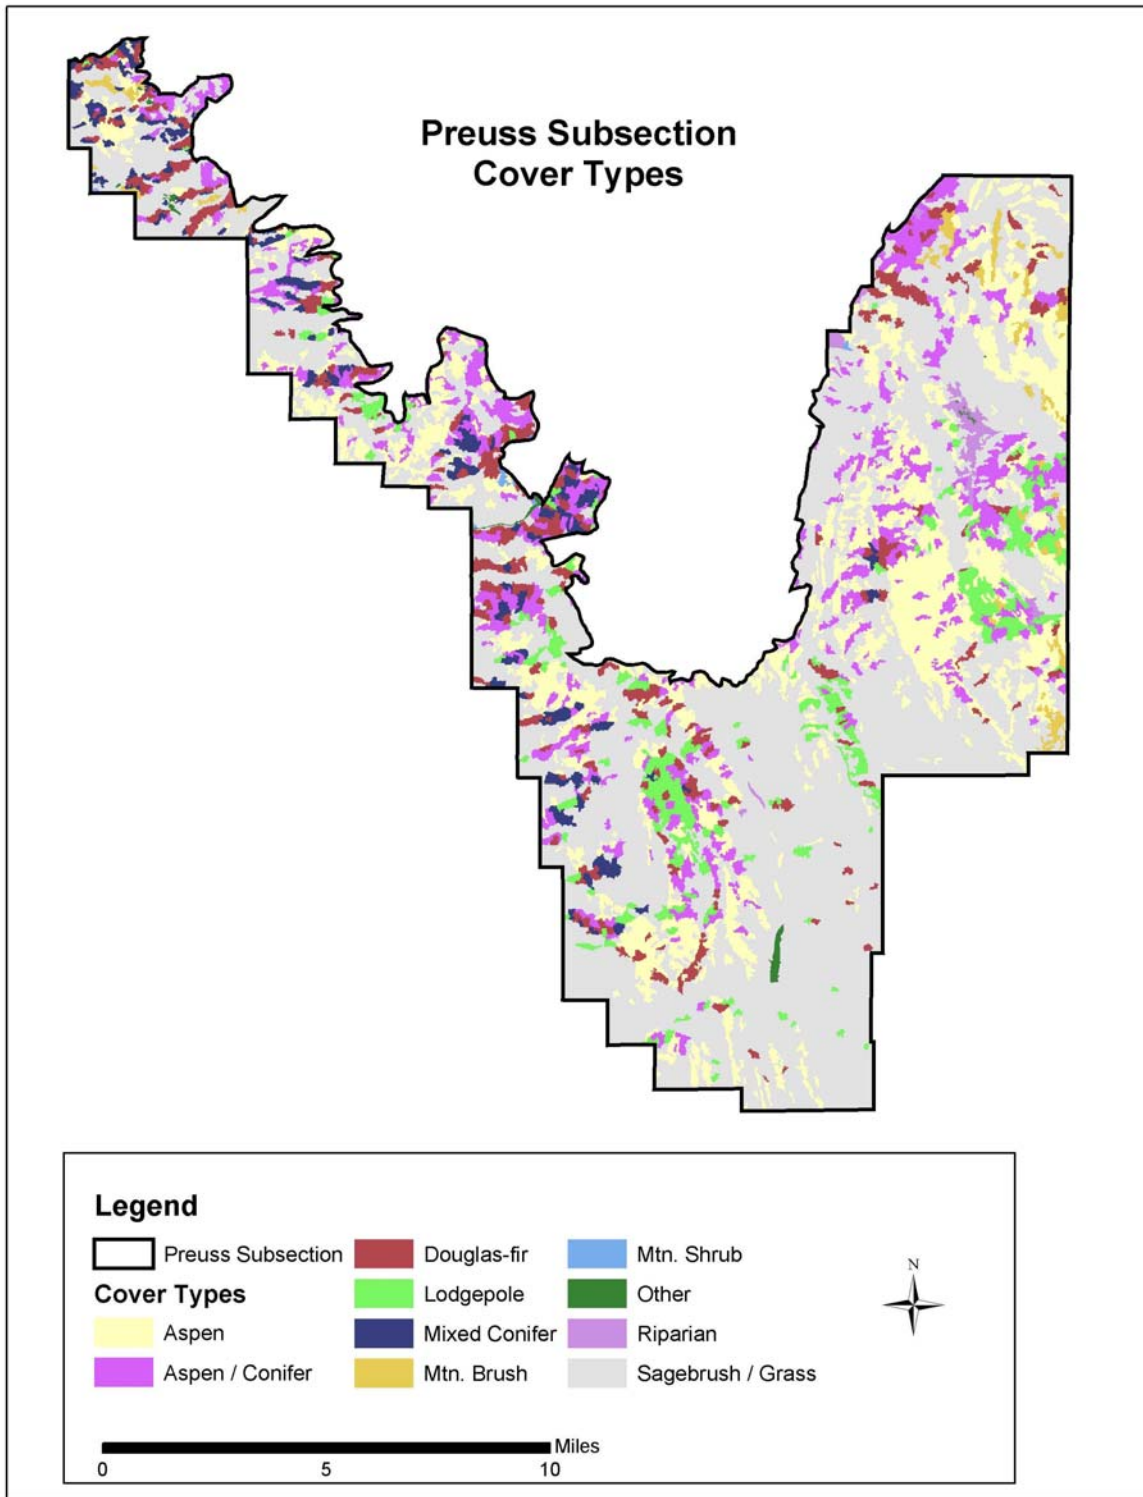 Preuss Subsection
Cover Types
Legend
Preuss Subsection
Cover Types
Aspen
Aspen / Conifer
Douglas-fir
Lodgepole
Mixed Conifer
Mtn. Brush
Mtn. Shrub
Other
Riparian
Sagebrush / Grass
N
Miles
0 5 10